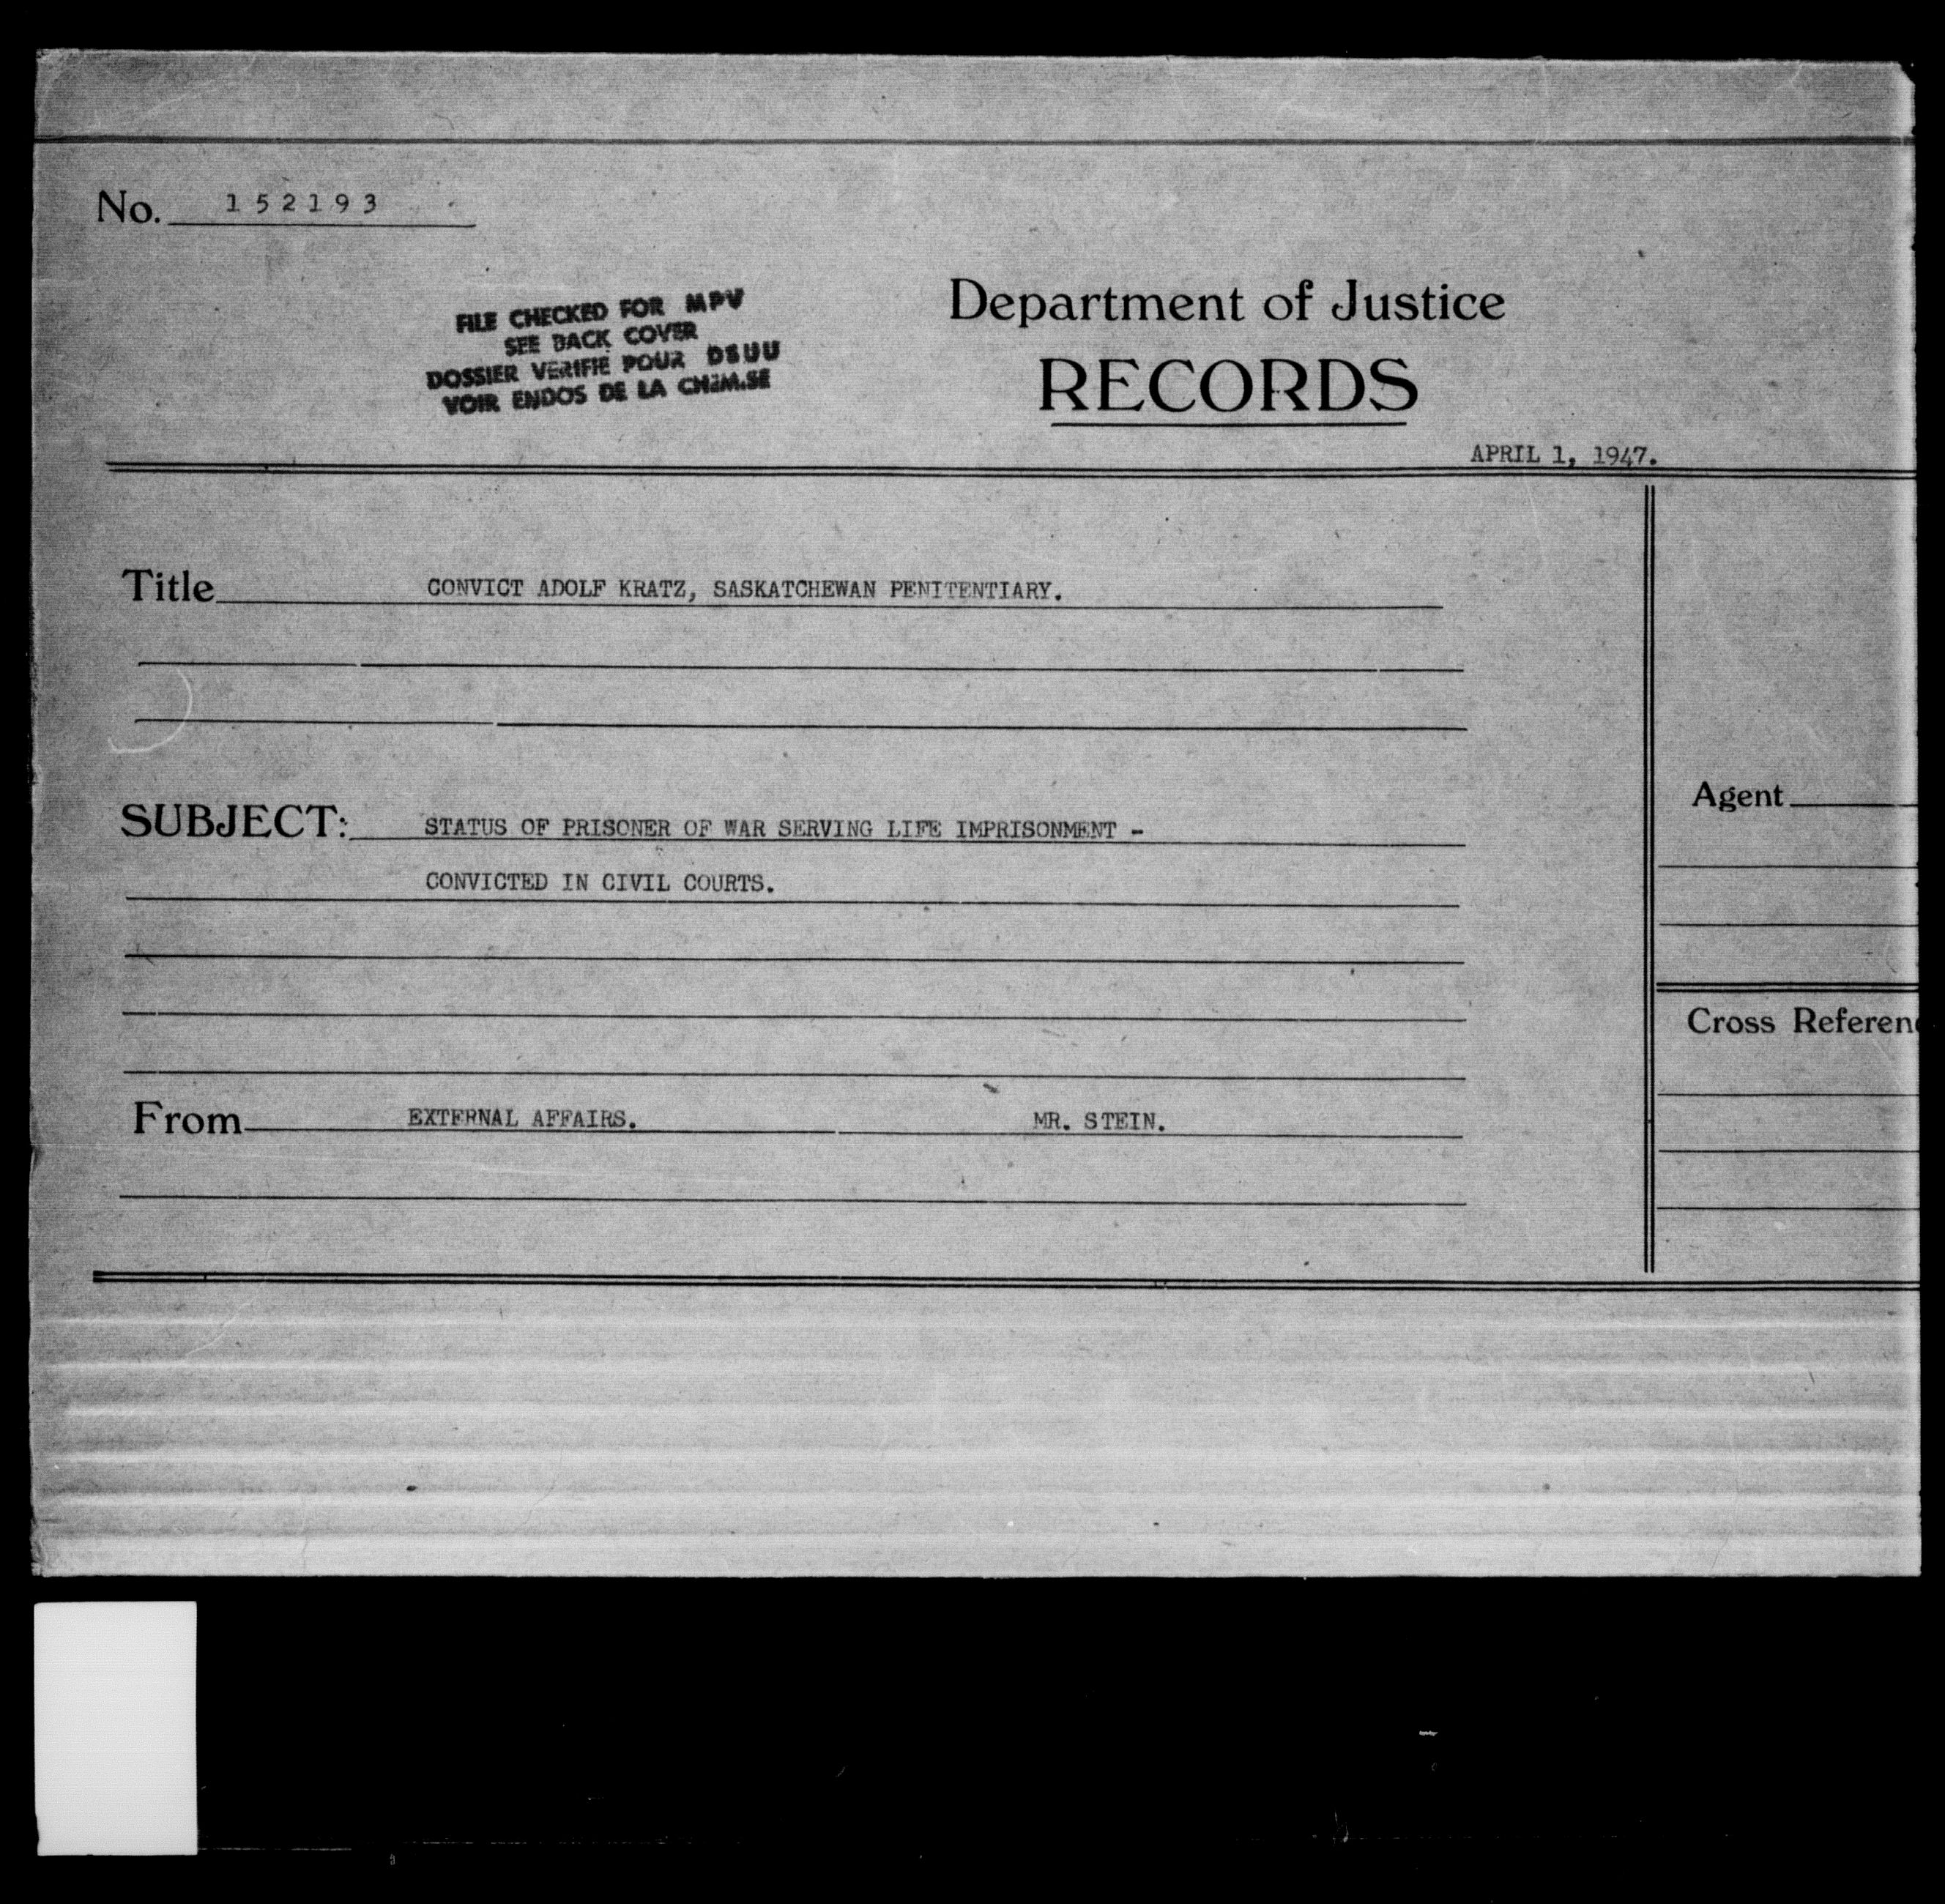 No. 152193
FILE CHECKED FOR MPV
SEE BACK COVER
DOSSIER VERIFIE POUR DSUU
VOIR ENDOS DE LA CHEMISE
Department of Justice
RECORDS
APRIL 1, 1947.
Title CONVICT ADOLF KRATZ, SASKATCHEWAN PENITENTIARY.
SUBJECT: STATUS OF PRISONER OF WAR SERVING LIFE IMPRISONMENT -
CONVICTED IN CIVIL COURTS.
From EXTERNAL AFFAIRS. MR. STEIN.
Agent
Cross Referen